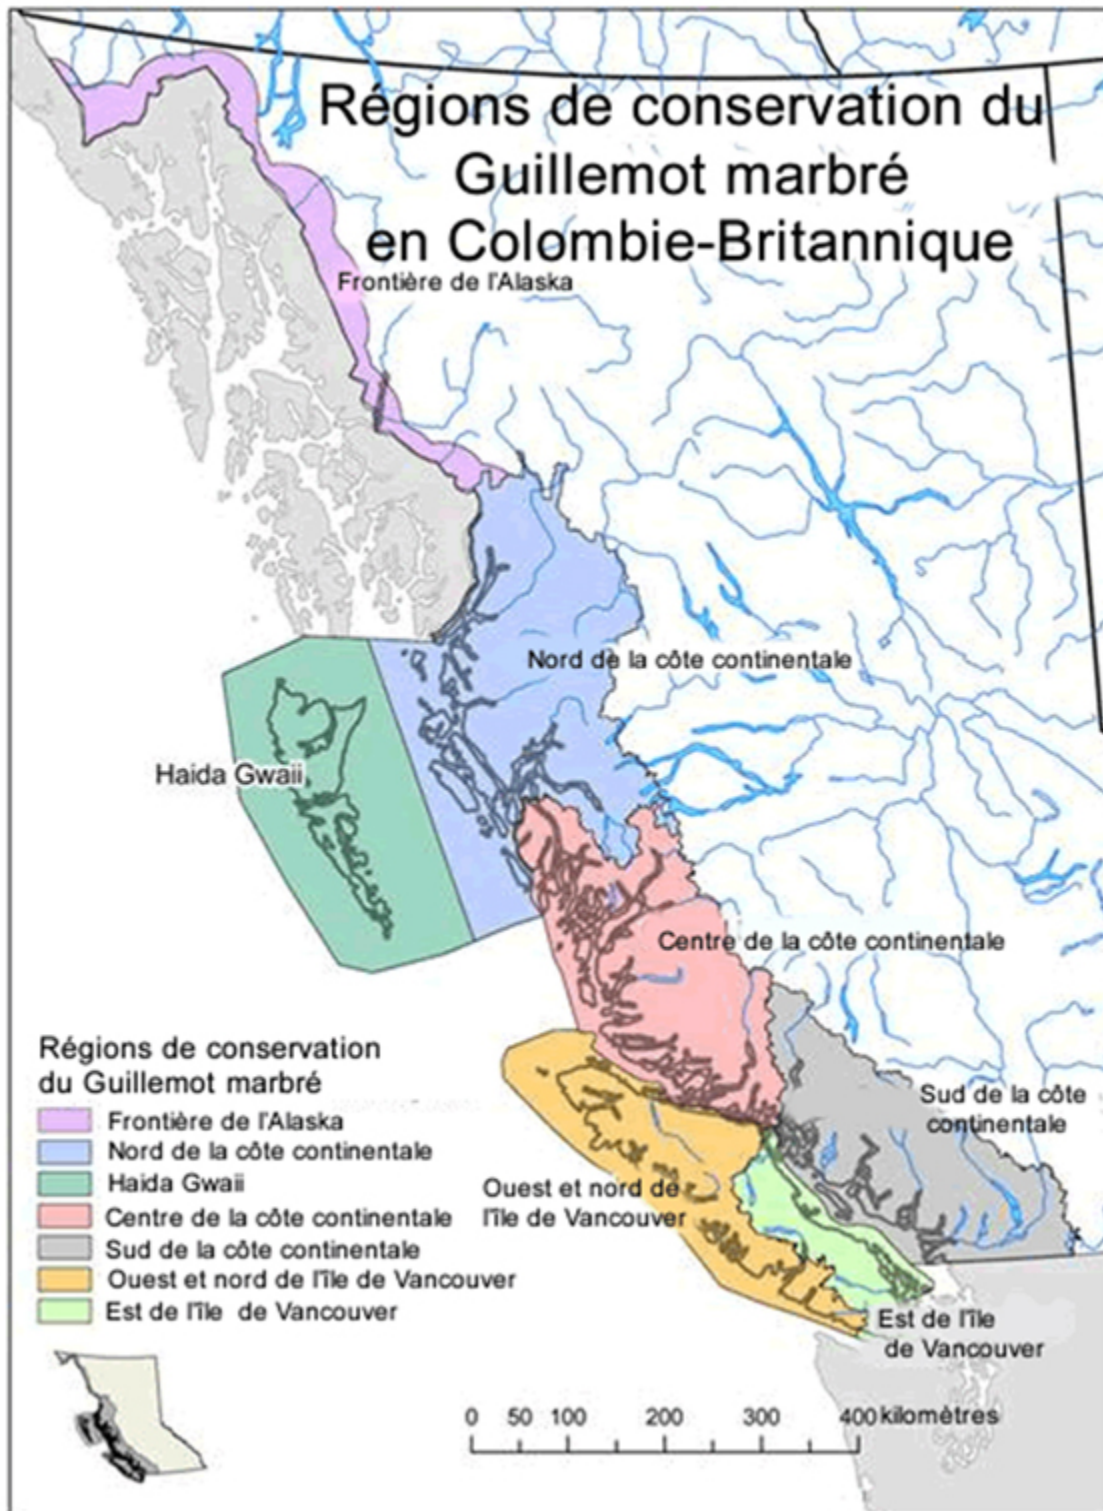 Régions de conservation du
Guillemot marbré
en Colombie-Britannique
Frontière de l'Alaska
Nord de la côte continentale
Haida Gwaii
Centre de la côte continentale
Sud de la côte
continentale
Ouest et nord de
l'île de Vancouver
Est de l'île
de Vancouver
Régions de conservation
du Guillemot marbré
Frontière de l'Alaska
Nord de la côte continentale
Haida Gwaii
Centre de la côte continentale
Sud de la côte continentale
Ouest et nord de l'île de Vancouver
Est de l'île de Vancouver
0 50 100 200 300 400 kilomètres